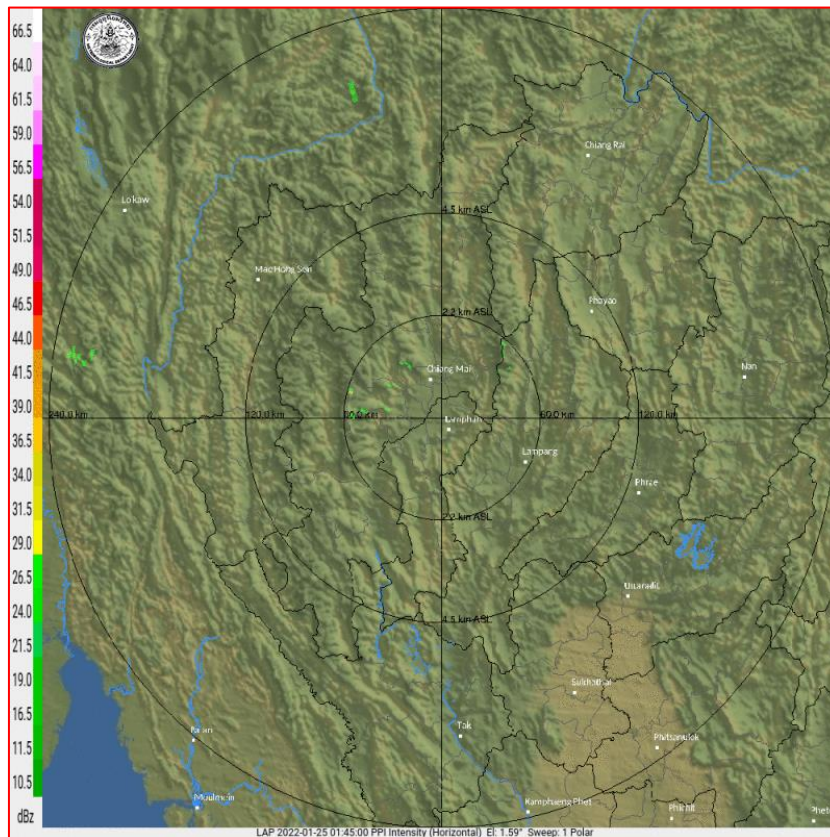 66.5
64.0
61.5
59.0
56.5
54.0
51.5
49.0
46.5
44.0
41.5
39.0
36.5
34.0
31.5
29.0
26.5
24.0
21.5
19.0
16.5
14.0
11.5
10.5
dBz
Chiang Rai
Loikaw
4.5 km ASL
Mae Hong Son
Phayao
2.2 km ASL
Chiang Mai
Nan
240.0 km
120.0 km
60.0 km
120.0 km
Lamphun
Lampang
Phrae
2.2 km ASL
Uttaradit
4.5 km ASL
Sukhothai
Pa'an
Tak
Phitsanulok
Moulmein
Kamphaeng Phet
Phichit
LAP 2022-01-25 01:45:00 PPI Intensity (Horizontal) El: 1.59° Sweep: 1 Polar